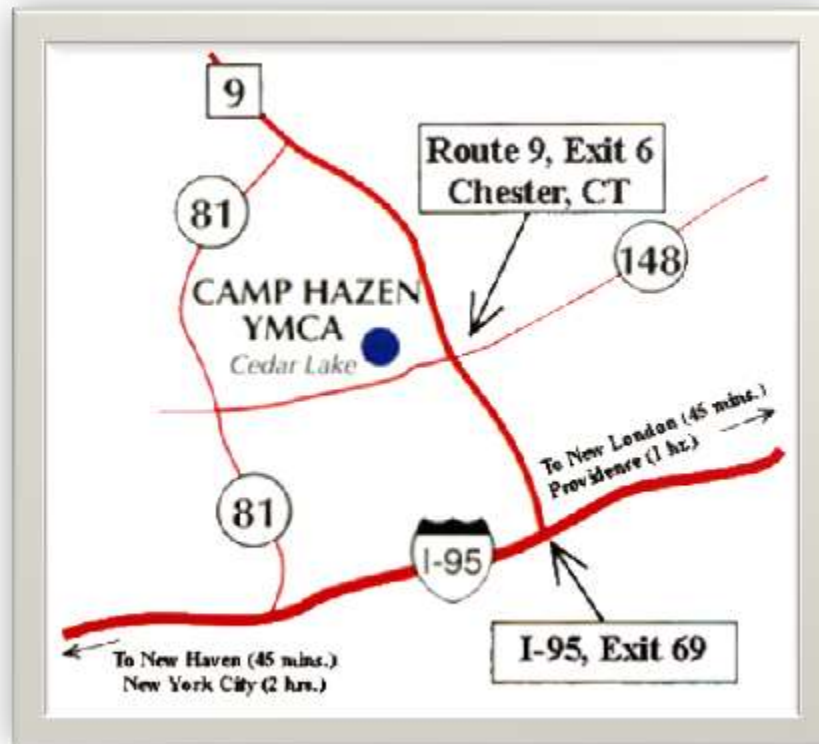 9
Route 9, Exit 6
Chester, CT
81
148
CAMP HAZEN
YMCA
Cedar Lake
To New London (45 mins.)
Providence (1 hr.)
81
I-95
I-95, Exit 69
To New Haven (45 mins.)
New York City (2 hrs.)